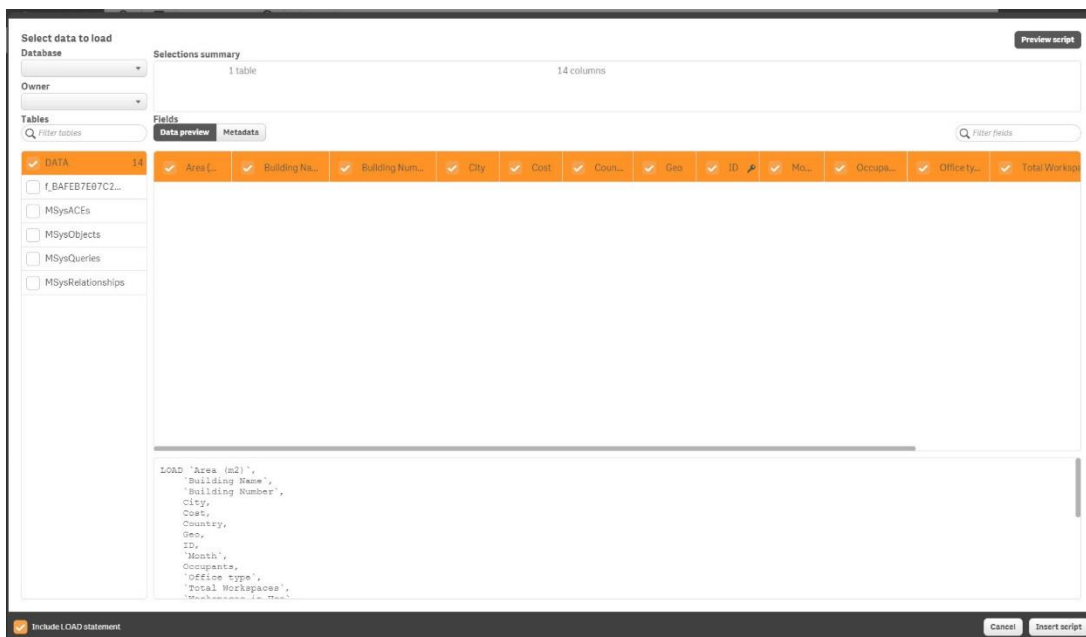 Select data to load
Preview script
Database
Selections summary
1 table
14 columns
Owner
Tables
Fields
Filter tables
Data preview
Metadata
Filter fields
DATA
14
Area (...
Building Na...
Building Num...
City
Cost
Coun...
Geo
ID
Mo...
Occupa...
Office ty...
Total Workspa
f_BAFEB7E07C2...
MSysACEs
MSysObjects
MSysQueries
MSysRelationships
LOAD `Area (m2)`,
`Building Name`,
`Building Number`,
City,
Cost,
Country,
Geo,
ID,
`Month`,
Occupants,
`Office type`,
`Total Workspaces`,
Include LOAD statement
Cancel
Insert script